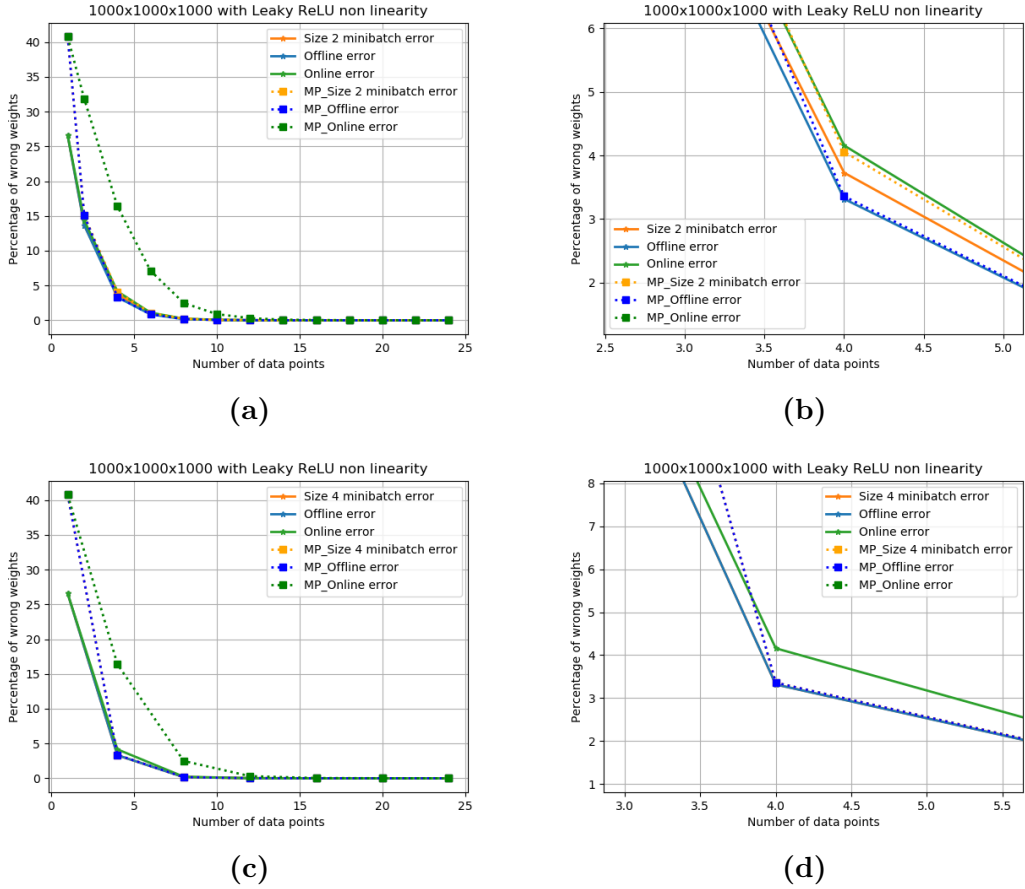 1000x1000x1000 with Leaky ReLU non linearity
Percentage of wrong weights
40
35
30
25
20
15
10
5
0
Size 2 minibatch error
Offline error
Online error
MP_Size 2 minibatch error
MP_Offline error
MP_Online error
0 5 10 15 20 25
Number of data points
(a)
1000x1000x1000 with Leaky ReLU non linearity
Percentage of wrong weights
6
5
4
3
2
Size 2 minibatch error
Offline error
Online error
MP_Size 2 minibatch error
MP_Offline error
MP_Online error
2.5 3.0 3.5 4.0 4.5 5.0
Number of data points
(b)
1000x1000x1000 with Leaky ReLU non linearity
Percentage of wrong weights
40
35
30
25
20
15
10
5
0
Size 4 minibatch error
Offline error
Online error
MP_Size 4 minibatch error
MP_Offline error
MP_Online error
0 5 10 15 20 25
Number of data points
(c)
1000x1000x1000 with Leaky ReLU non linearity
Percentage of wrong weights
8
7
6
5
4
3
2
1
Size 4 minibatch error
Offline error
Online error
MP_Size 4 minibatch error
MP_Offline error
MP_Online error
3.0 3.5 4.0 4.5 5.0 5.5
Number of data points
(d)